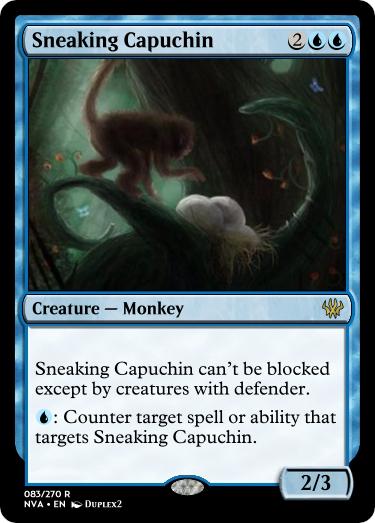 Sneaking Capuchin 2
Creature — Monkey
Sneaking Capuchin can't be blocked
except by creatures with defender.
: Counter target spell or ability that
targets Sneaking Capuchin.
2/3
083/270 R
NVA • EN Duplex2